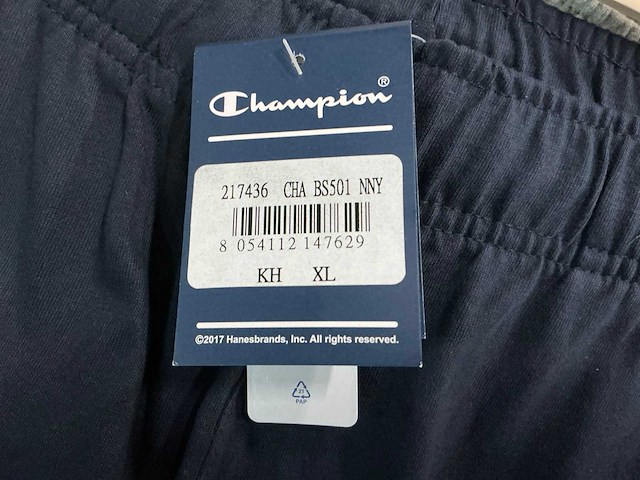 Champion®
217436 CHA BS501 NNY
8 054112 147629
KH XL
©2017 Hanesbrands, Inc. All rights reserved.
21
PAP